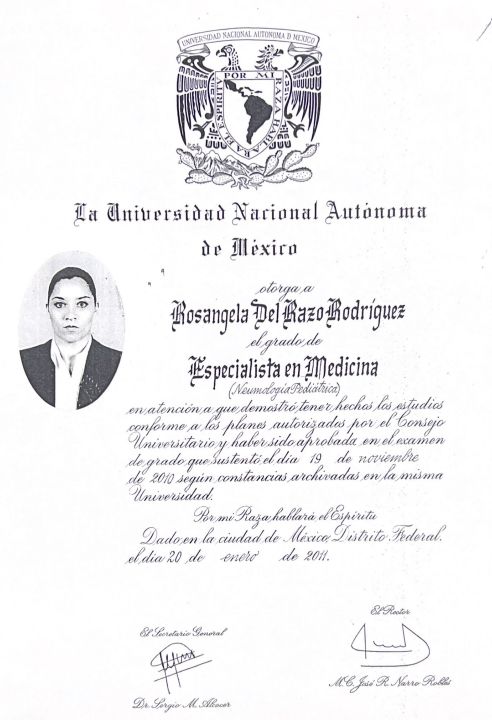 UNIVERSIDAD NACIONAL AUTONOMA D MEXICO
POR MI RAZA HABLARA EL ESPIRITU
La Universidad Nacional Autónoma
de México
otorga a
Rosangela Del Razo Rodríguez
el grado de
Especialista en Medicina
(Neumología Pediátrica)
en atención a que demostró tener hechos los estudios
conforme a los planes autorizados por el Consejo
Universitario y haber sido aprobada en el examen
de grado que sustentó el día 19 de noviembre
de 2010 según constancias archivadas en la misma
Universidad.
Por mi Raza hablará el Espíritu
Dado en la ciudad de México, Distrito Federal,
el día 20 de enero de 2011.
El Secretario General
Dr. Sergio M. Alcocer
El Rector
M.C. José R. Narro Robles